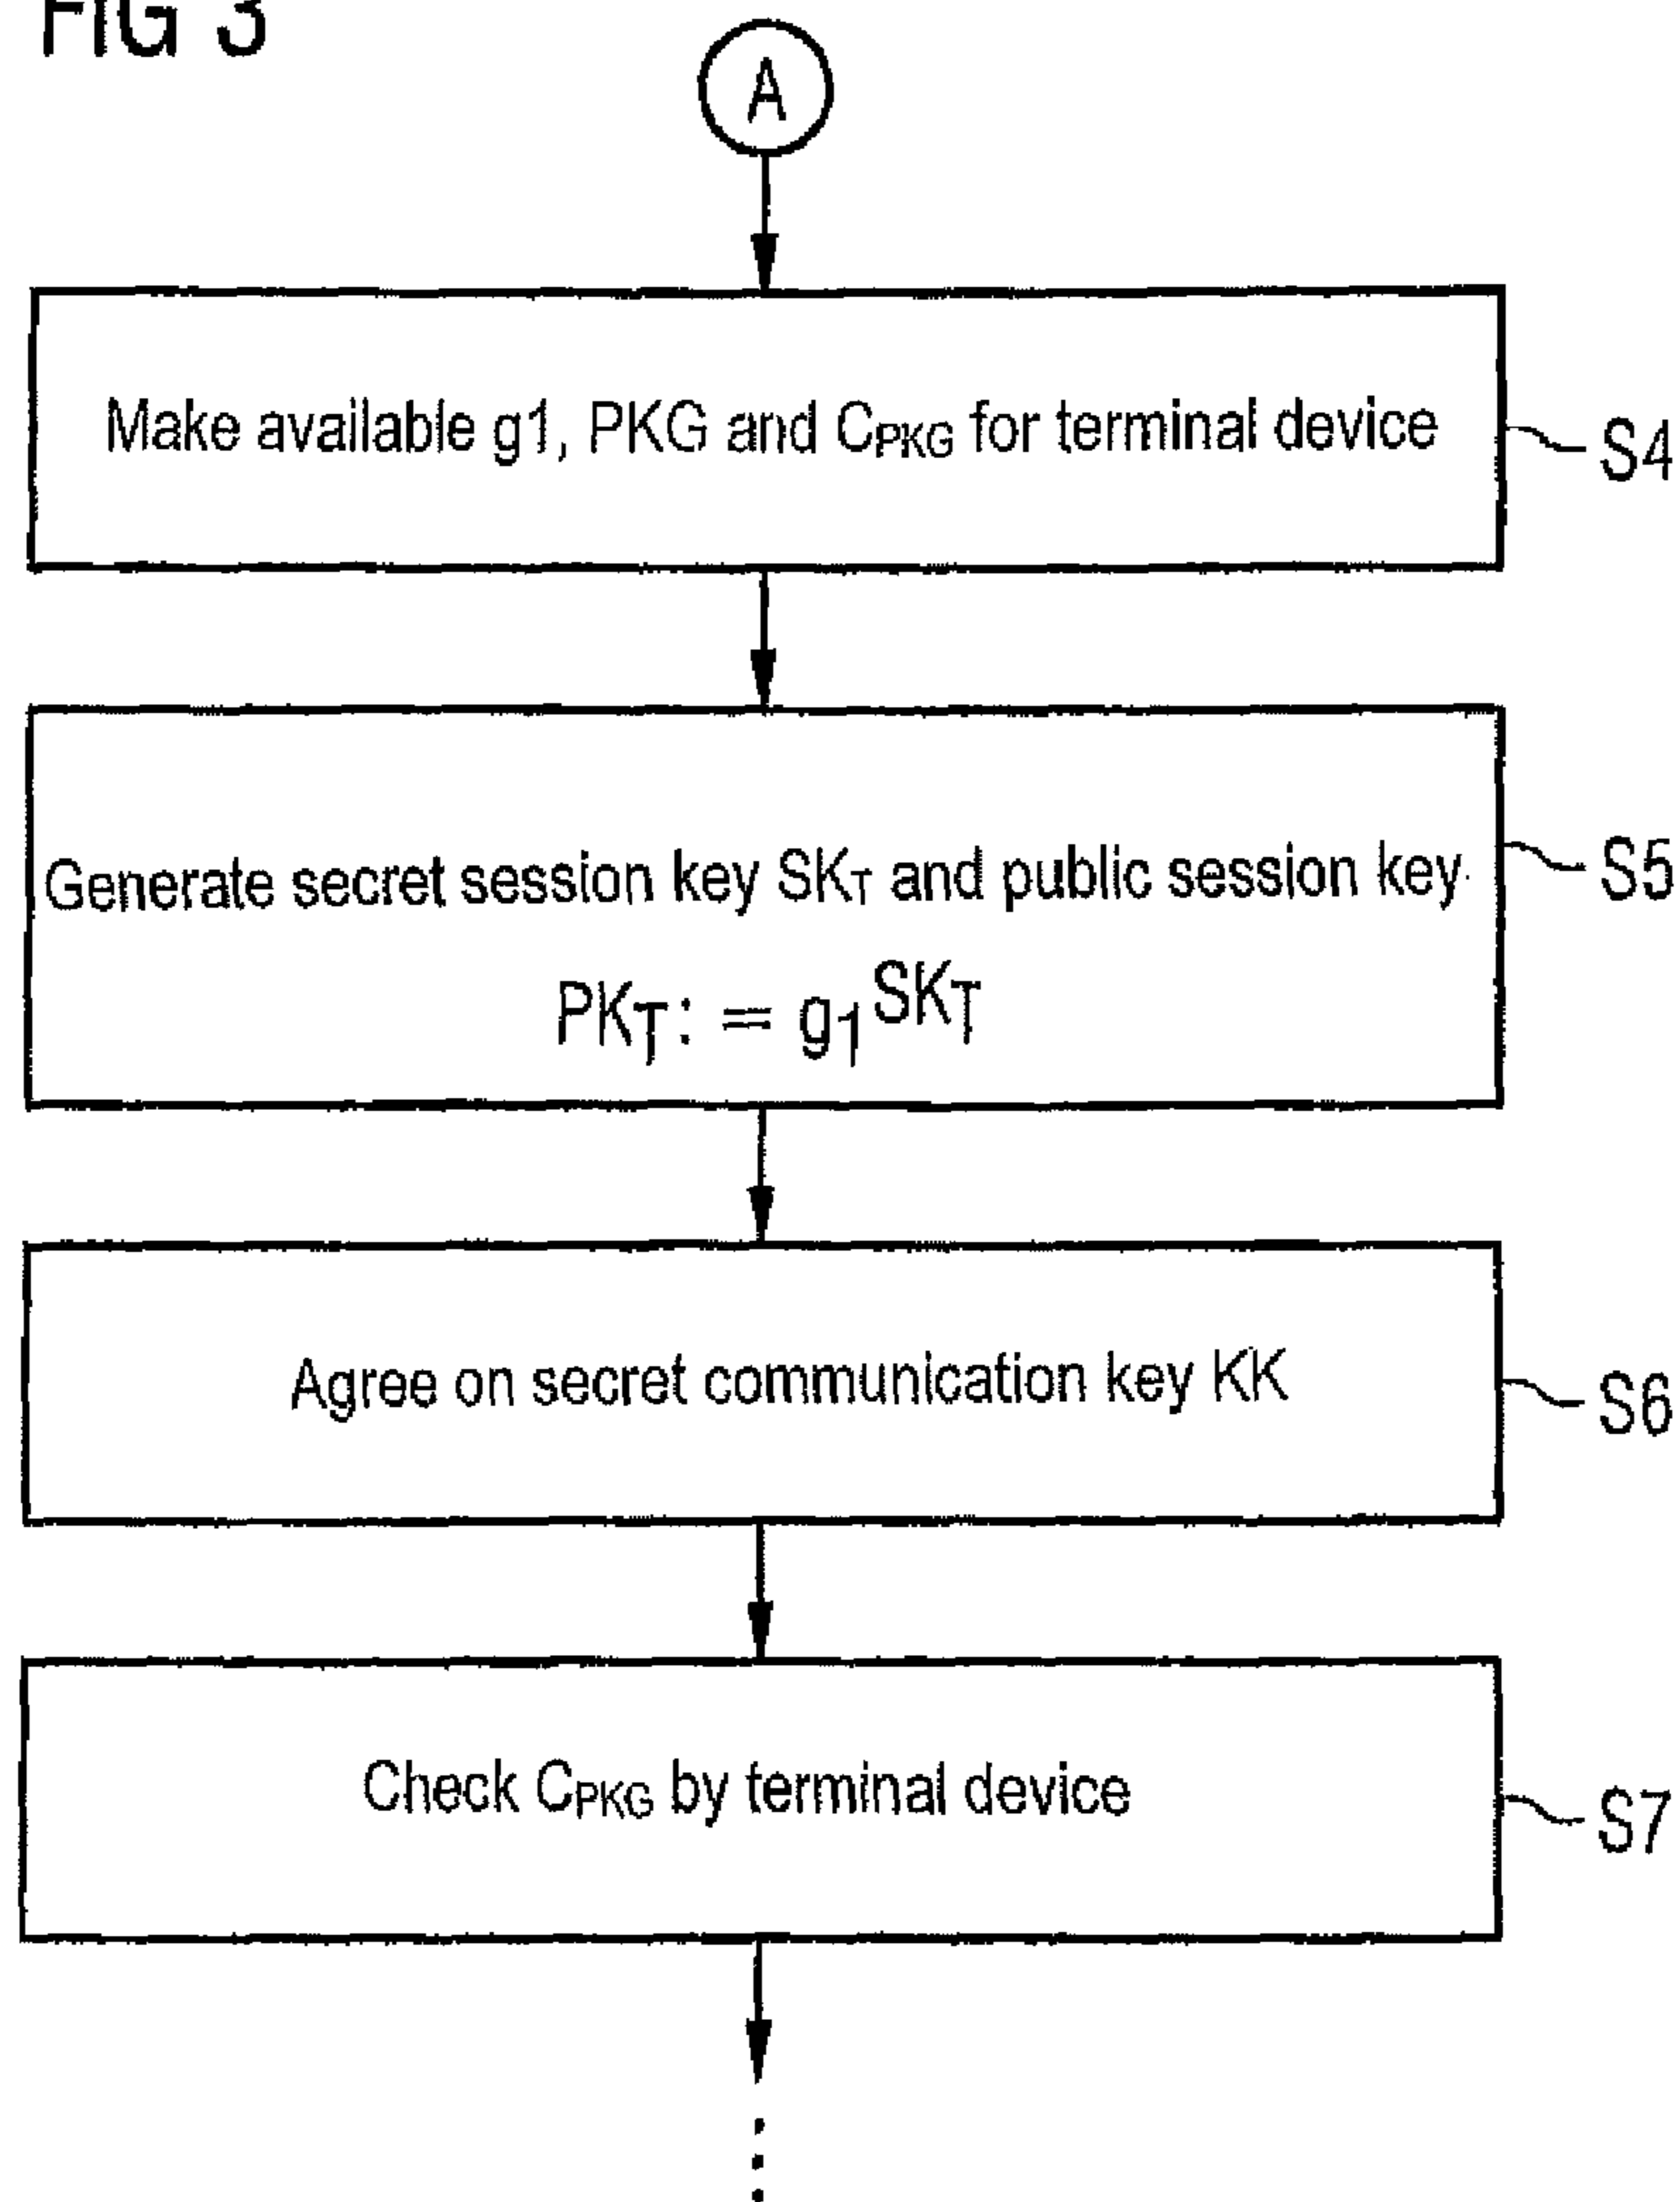 FIG 3
A
Make available g1, PKG and CPKG for terminal device
S4
Generate secret session key SKT and public session key
PKT: = g1SKT
S5
Agree on secret communication key KK
S6
Check CPKG by terminal device
S7